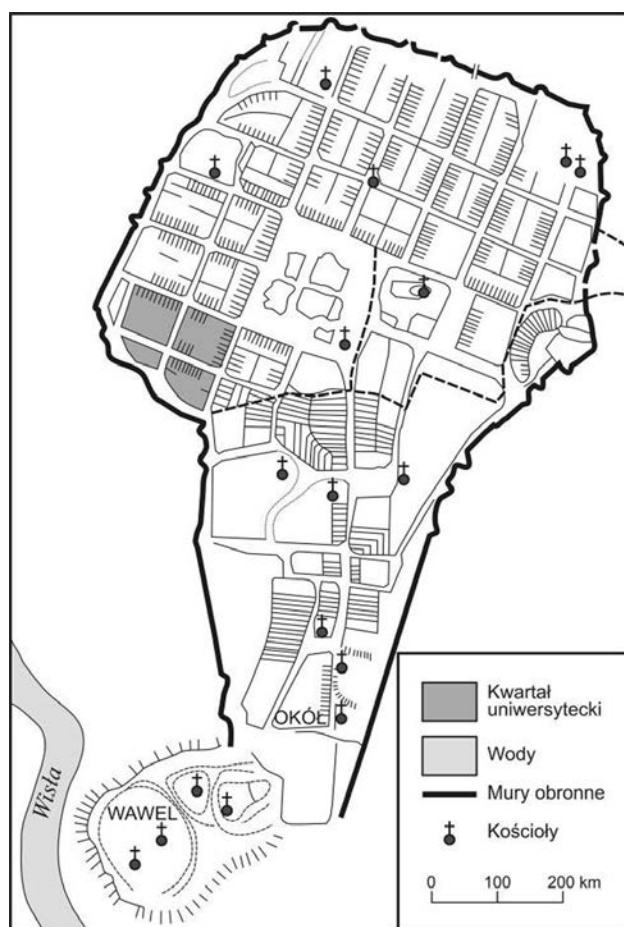 OKÓŁ
WAWEL
Wisła
Kwartał
uniwersytecki
Wody
Mury obronne
Kościoły
0 100 200 km